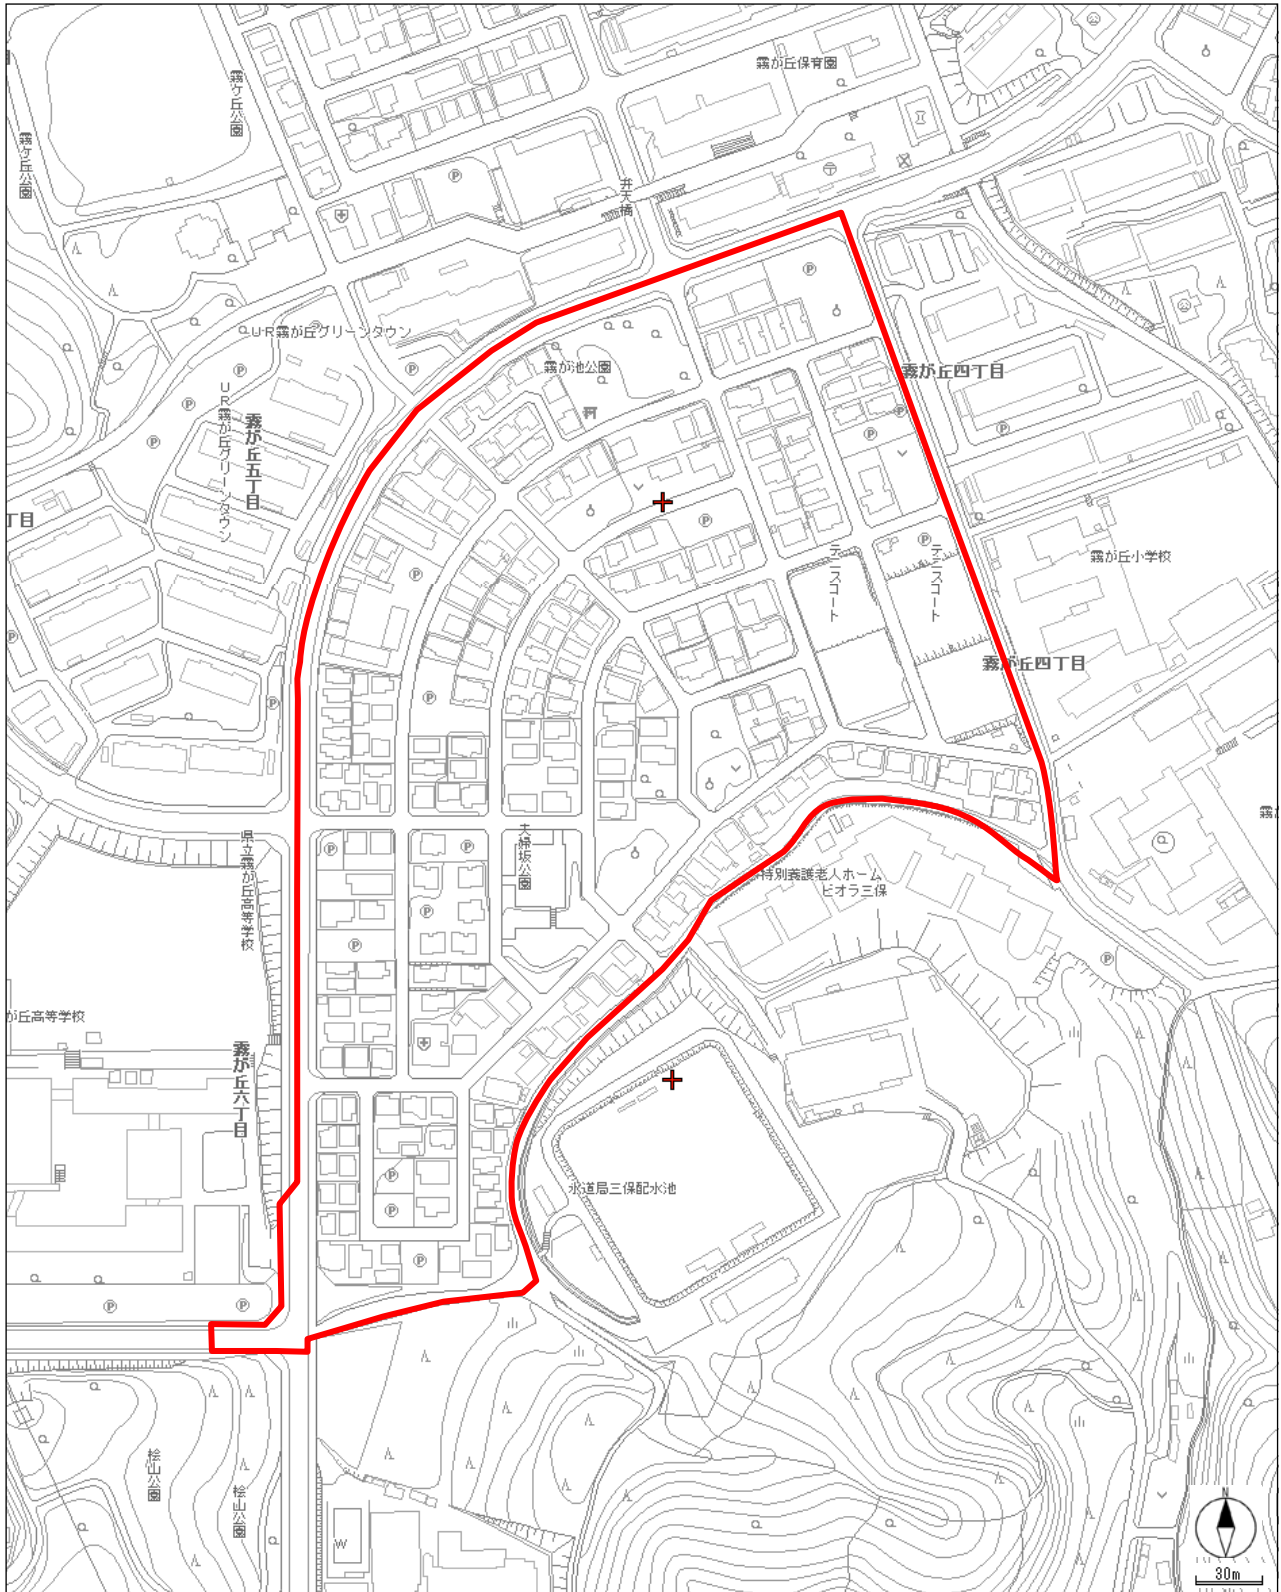 霧が丘保育園
霧ケ丘公園
霧ケ丘公園
弁天橋
UR霧が丘グリーンタウン
霧が池公園
霧が丘四丁目
UR霧が丘グリーンタウン
霧が丘五丁目
丁目
テニスコート
テニスコート
霧が丘小学校
霧が丘四丁目
霧が
夫婦坂公園
県立霧が丘高等学校
特別養護老人ホーム
ビオラ三保
が丘高等学校
霧が丘六丁目
水道局三保配水池
桧山公園
桧山公園
W
N
30m